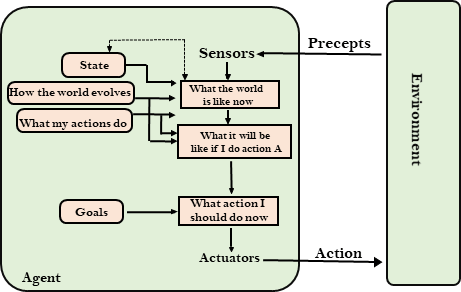 Sensors
Precepts
State
How the world evolves
What the world
is like now
What my actions do
What it will be
like if I do action A
Goals
What action I
should do now
Actuators
Action
Agent
Environment